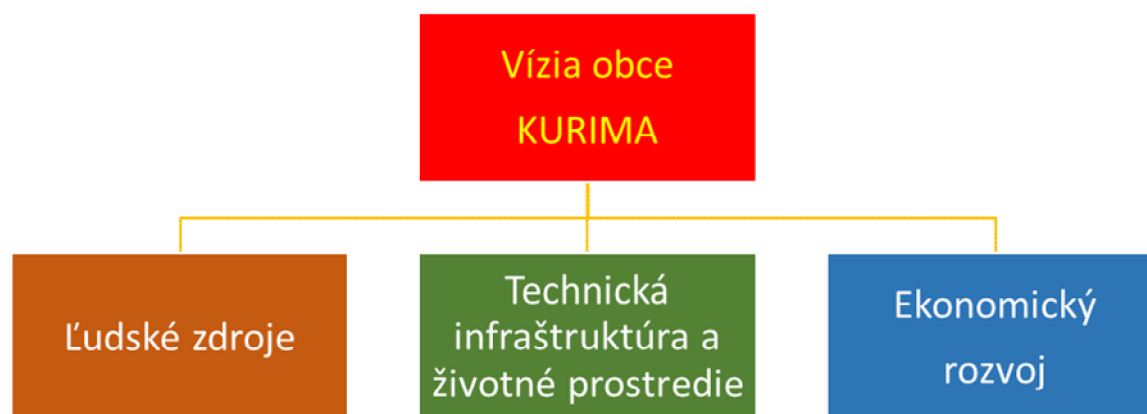 Vízia obce
KURIMA
Ľudské zdroje
Technická
infraštruktúra a
životné prostredie
Ekonomický
rozvoj